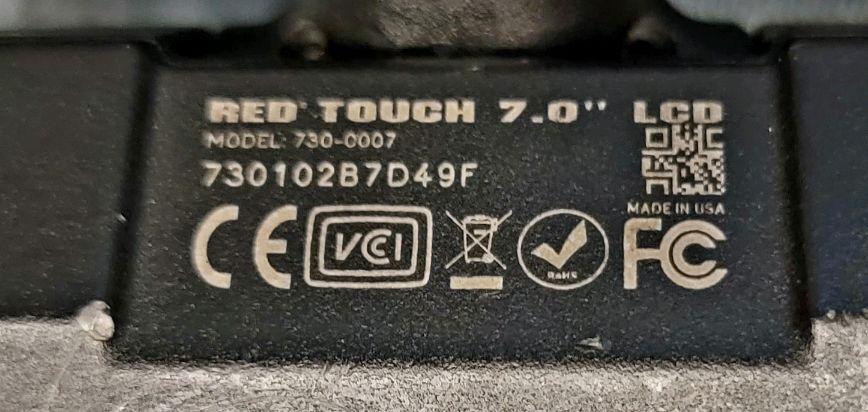 RED TOUCH 7.0" LCD
MODEL: 730-0007
730102B7D49F
MADE IN USA
CE VCI RoHS FC